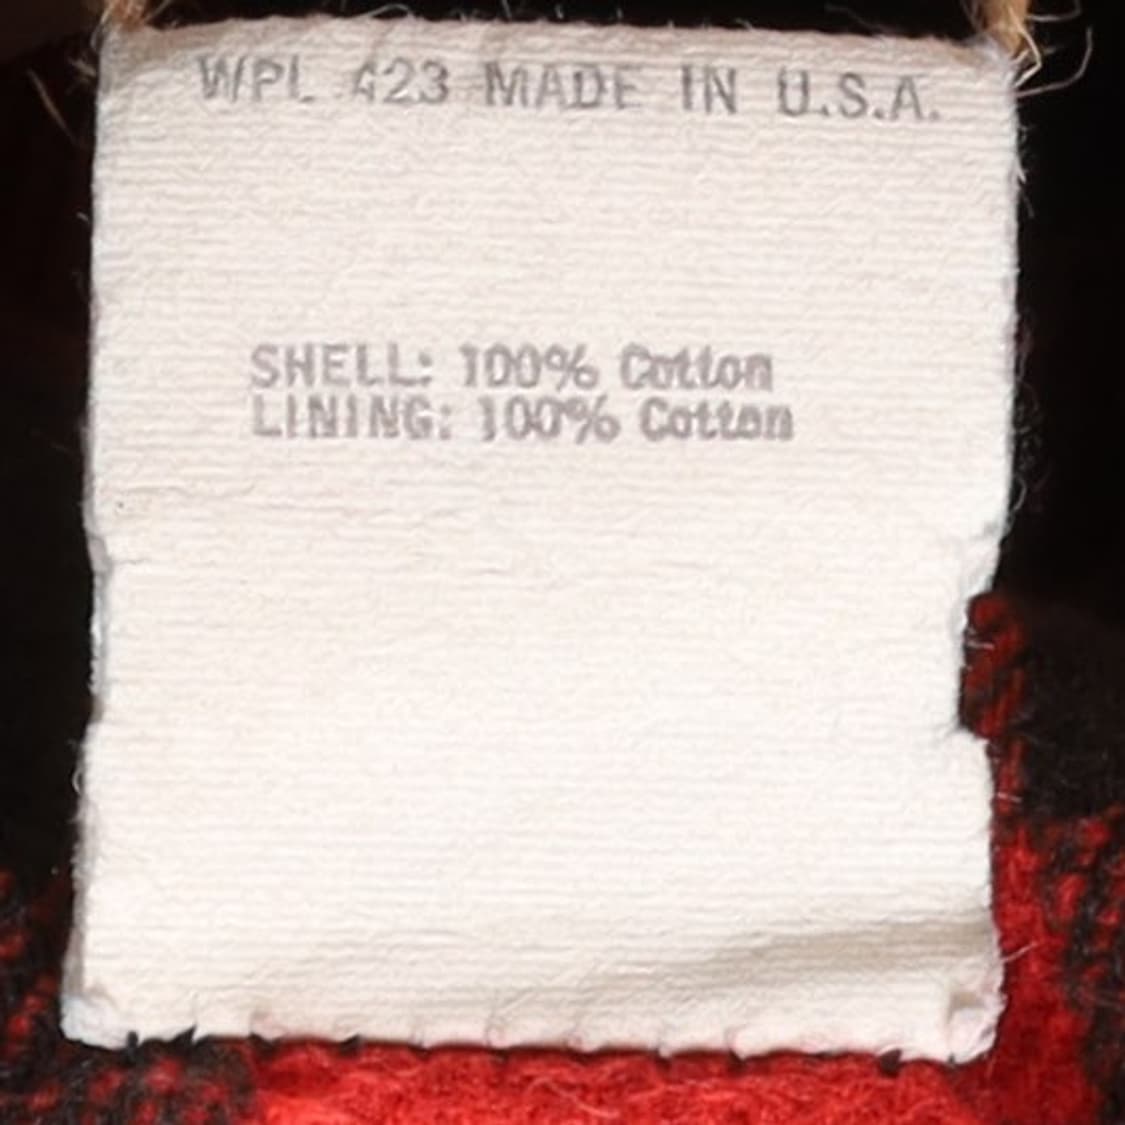 WPL 423 MADE IN U.S.A.
SHELL: 100% Cotton
LINING: 100% Cotton